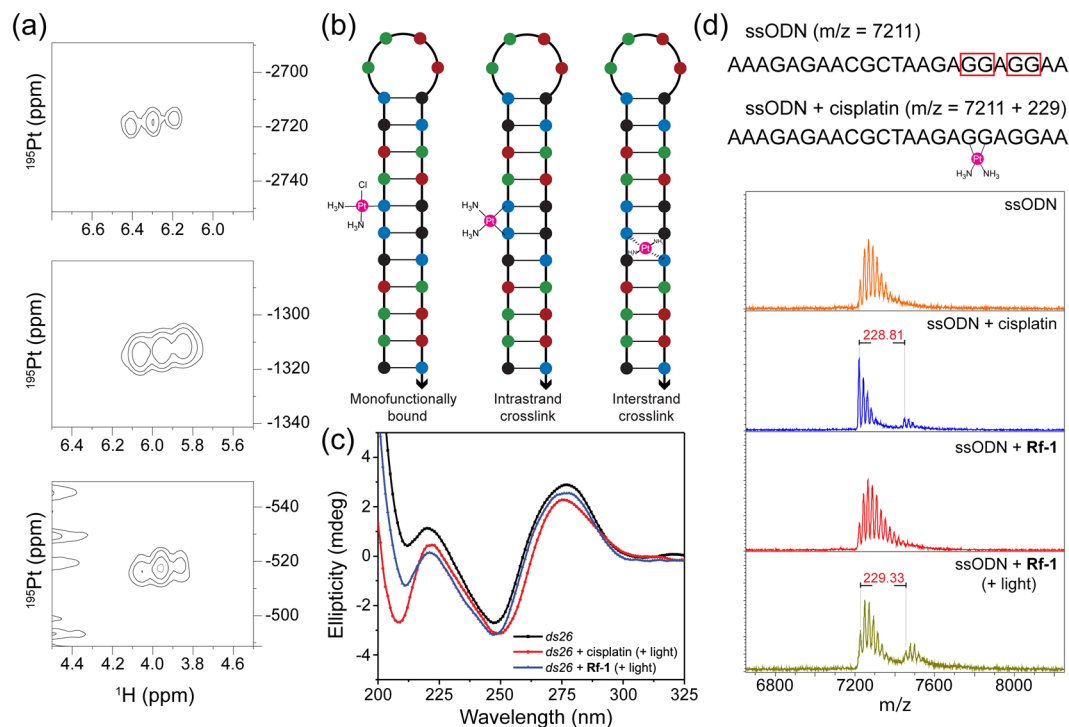 (a)
-2700
-2720
-2740
195Pt (ppm)
6.6 6.4 6.2 6.0
-1300
-1320
-1340
195Pt (ppm)
6.2 6.0 5.8 5.6 5.5
-540
-520
-500
195Pt (ppm)
4.5 4.2 4.0 3.8 3.6
1H (ppm)
(b)
Cl
H3N Pt
H3N
H3N
Pt
H3N
Pt
Monofunctionally
bound
Intrastrand
crosslink
Interstrand
crosslink
(c)
Ellipticity (mdeg)
4
2
0
-2
-4
ds26
ds26 + cisplatin (+ light)
ds26 + Rf-1 (+ light)
200 225 250 275 300 325
Wavelength (nm)
(d)
ssODN (m/z = 7211)
AAAGAGAACGCTAAGAGGAGGAA
ssODN + cisplatin (m/z = 7211 + 229)
AAAGAGAACGCTAAGAGGAGGAA
Pt
H3N NH3
ssODN
ssODN + cisplatin
228.81
ssODN + Rf-1
ssODN + Rf-1
(+ light)
229.33
6800 7200 7600 8000
m/z